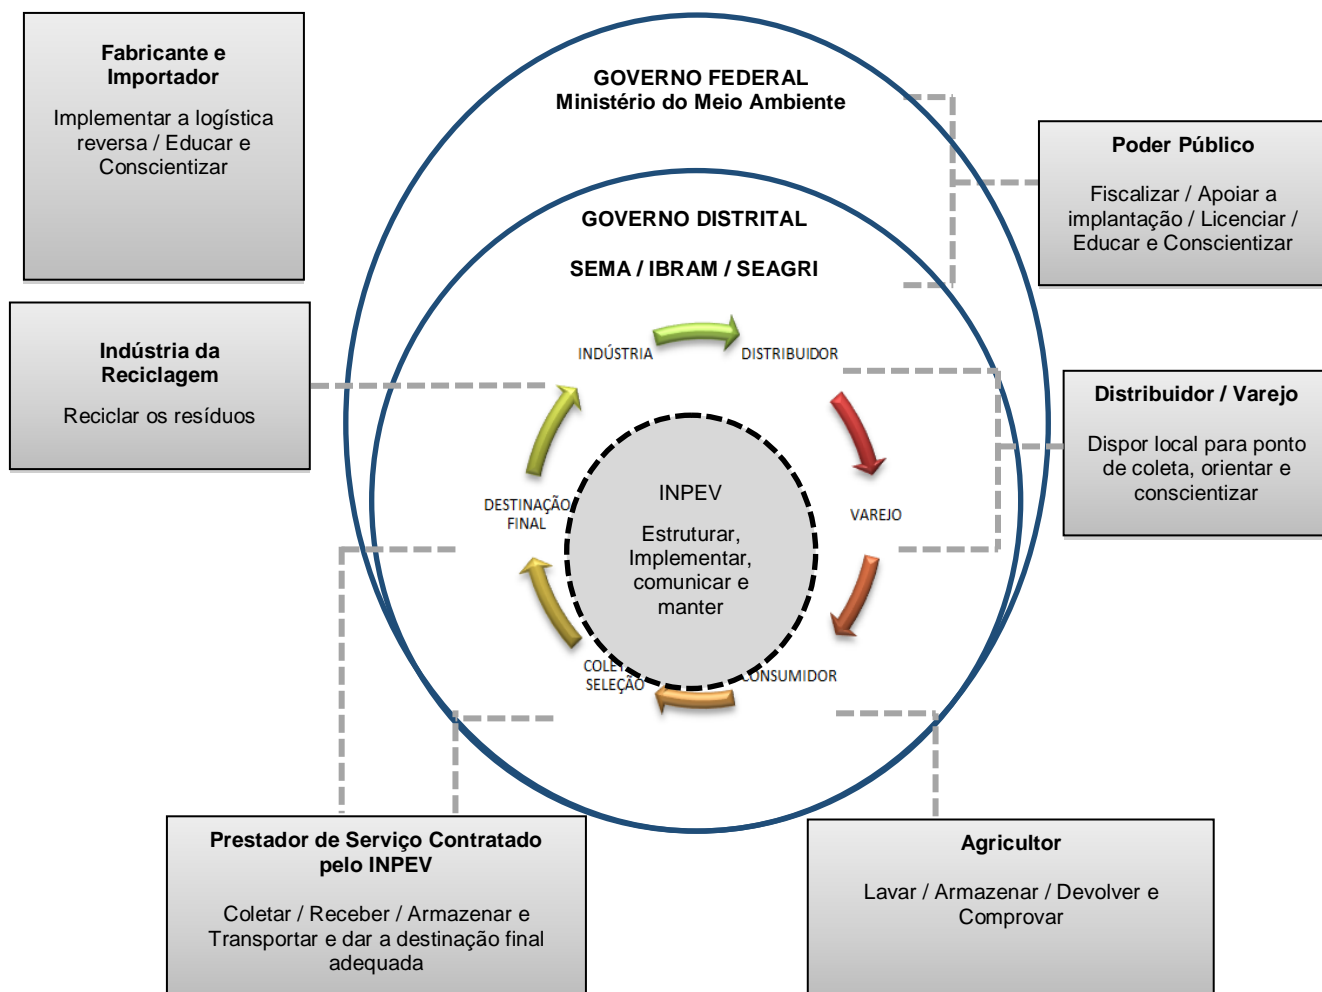 Fabricante e
Importador
Implementar a logística
reversa / Educar e
Conscientizar
GOVERNO FEDERAL
Ministério do Meio Ambiente
Poder Público
Fiscalizar / Apoiar a
implantação / Licenciar /
Educar e Conscientizar
GOVERNO DISTRITAL
SEMA / IBRAM / SEAGRI
Indústria da
Reciclagem
Reciclar os resíduos
INDÚSTRIA
DISTRIBUIDOR
Distribuidor / Varejo
Dispor local para ponto
de coleta, orientar e
conscientizar
DESTINAÇÃO
FINAL
INPEV
Estruturar,
Implementar,
comunicar e
manter
VAREJO
SELEÇÃO
Prestador de Serviço Contratado
pelo INPEV
Coletar / Receber / Armazenar e
Transportar e dar a destinação final
adequada
Agricultor
Lavar / Armazenar / Devolver e
Comprovar